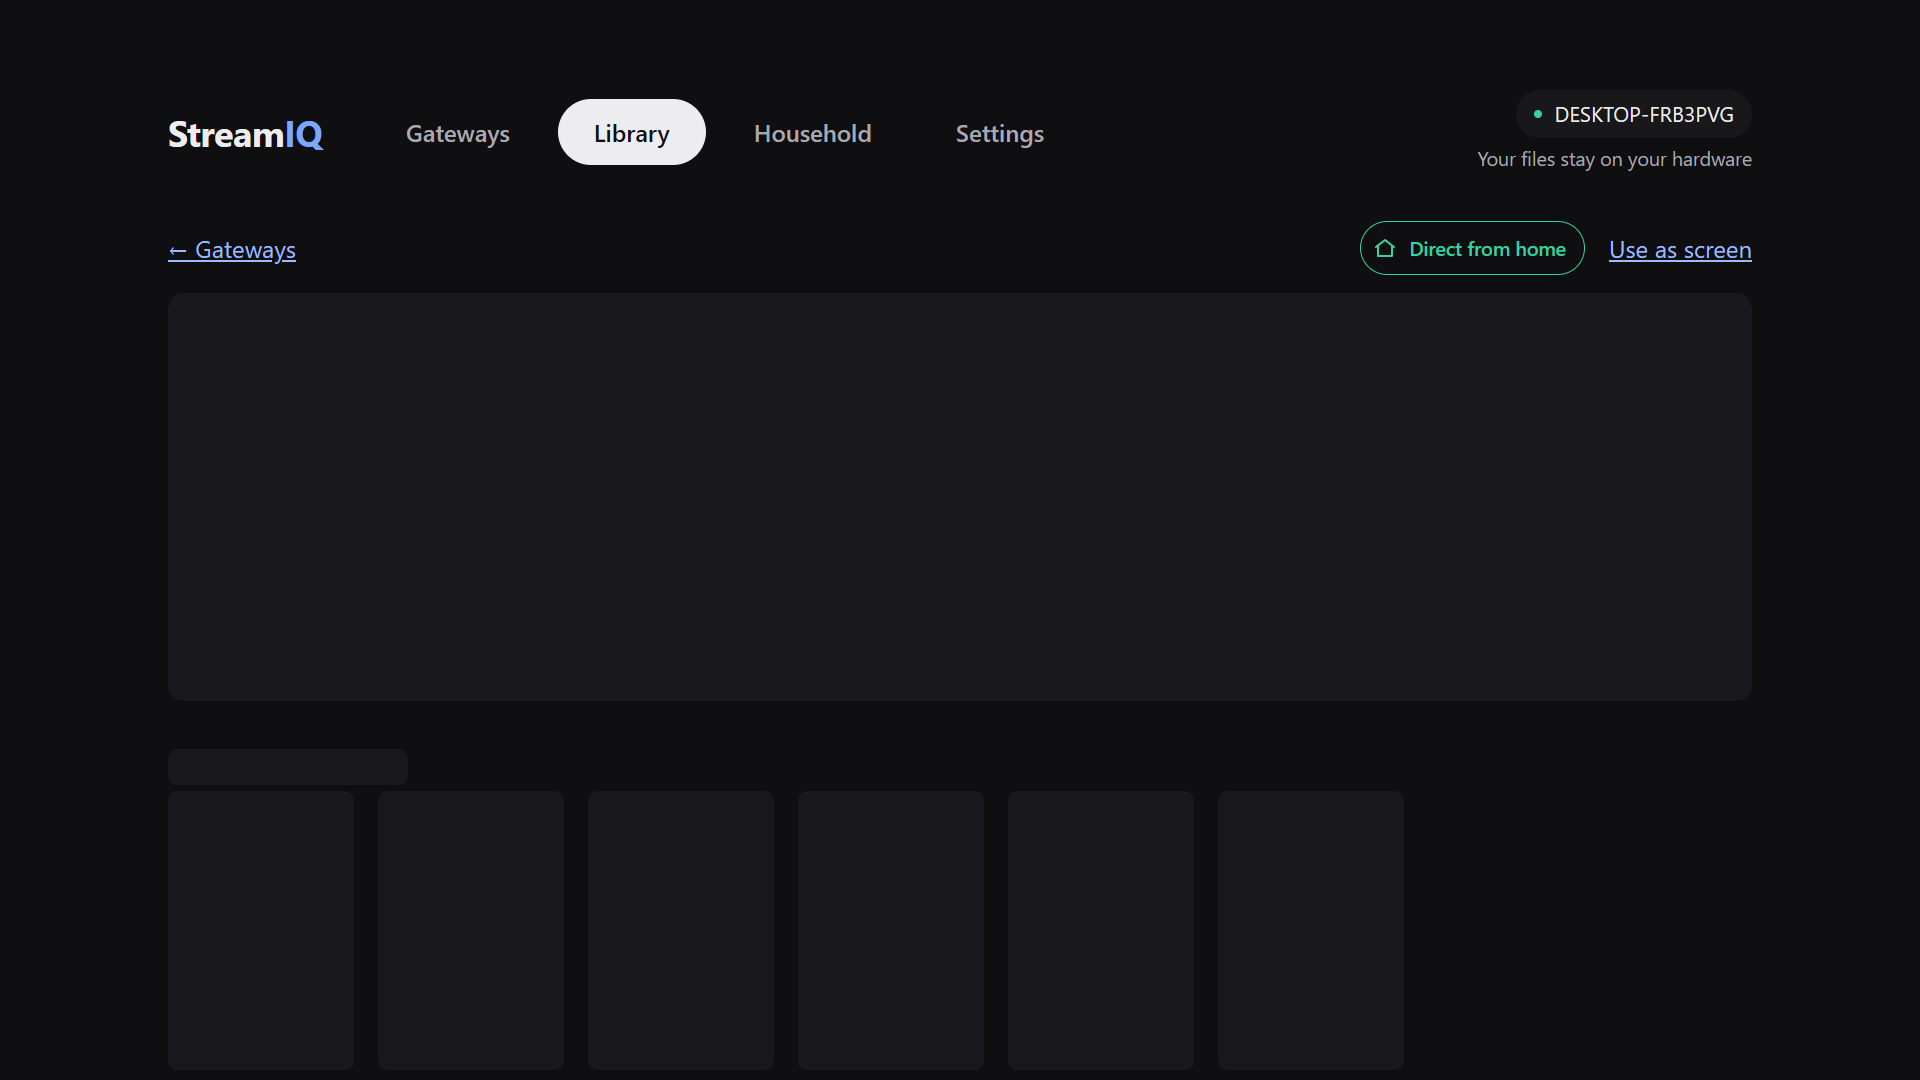 StreamIQ
Gateways
Library
Household
Settings
DESKTOP-FRB3PVG
Your files stay on your hardware
← Gateways
Direct from home
Use as screen